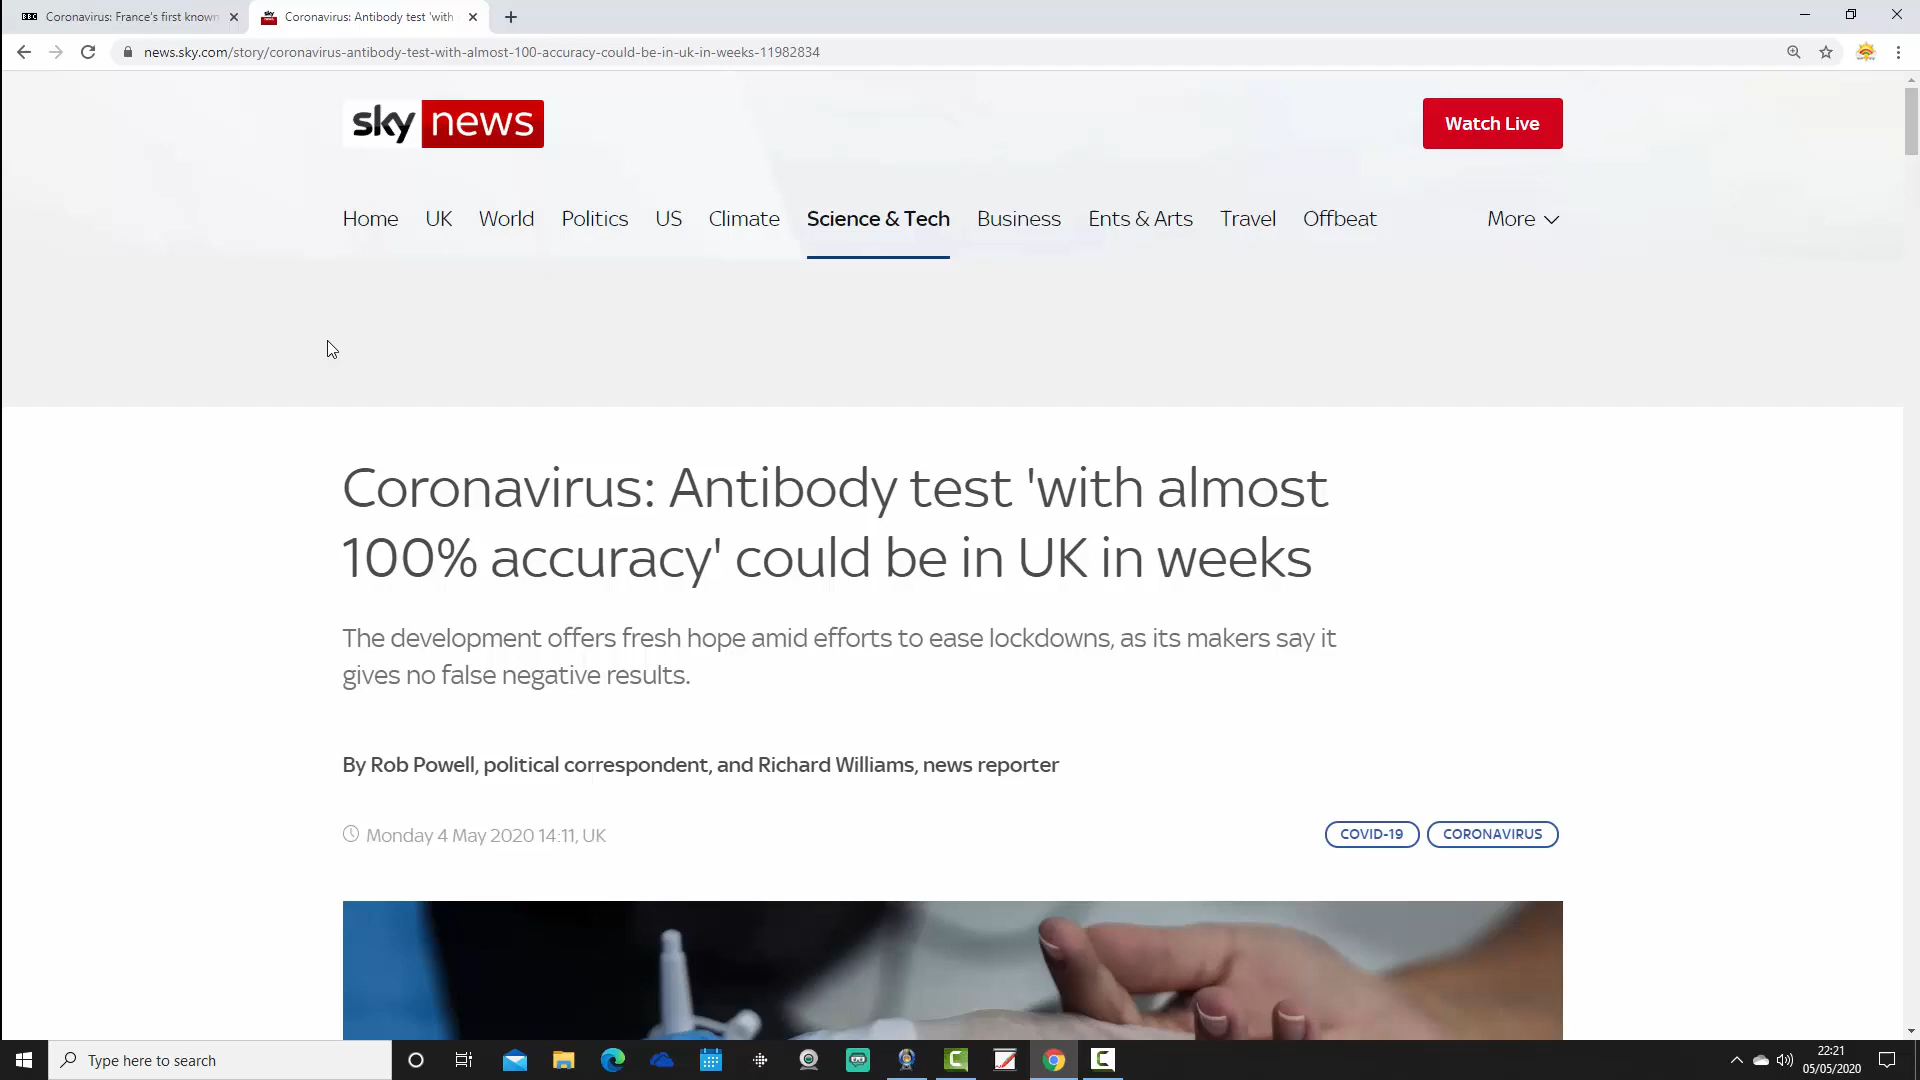 BBC Coronavirus: France's first known
sky news Coronavirus: Antibody test 'with
news.sky.com/story/coronavirus-antibody-test-with-almost-100-accuracy-could-be-in-uk-in-weeks-11982834
sky news
Watch Live
Home UK World Politics US Climate Science & Tech Business Ents & Arts Travel Offbeat More
Coronavirus: Antibody test 'with almost
100% accuracy' could be in UK in weeks
The development offers fresh hope amid efforts to ease lockdowns, as its makers say it
gives no false negative results.
By Rob Powell, political correspondent, and Richard Williams, news reporter
Monday 4 May 2020 14:11, UK
COVID-19 CORONAVIRUS
Type here to search
22:21
05/05/2020